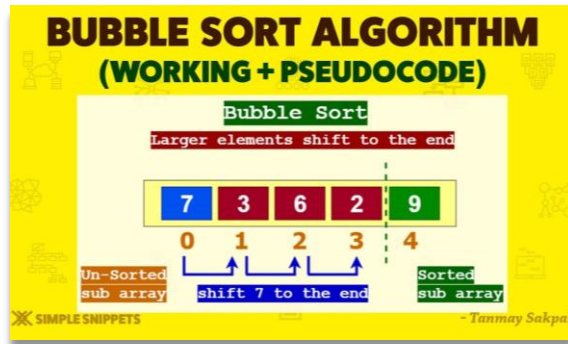 BUBBLE SORT ALGORITHM
(WORKING + PSEUDOCODE)
Bubble Sort
Larger elements shift to the end
7 3 6 2 9
0 1 2 3 4
Un-Sorted
sub array
shift 7 to the end
Sorted
sub array
SIMPLE SNIPPETS
- Tanmay Sakpa